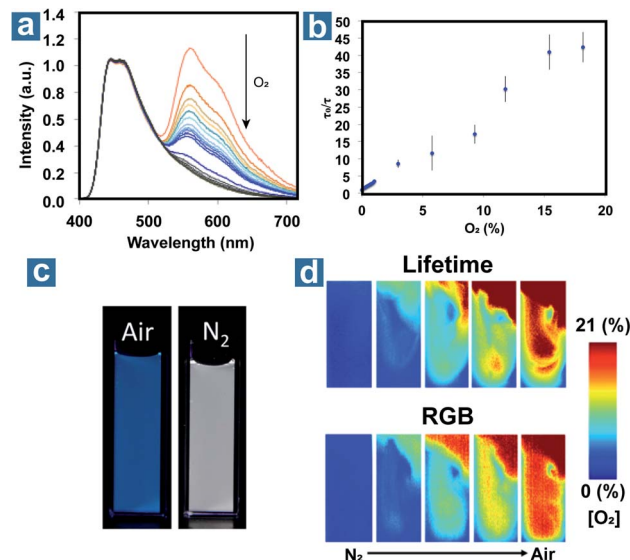 a
1.4
1.2
1.0
0.8
0.6
0.4
0.2
0.0
Intensity (a.u.)
O₂
400 500 600 700
Wavelength (nm)
b
50
45
40
35
30
25
20
15
10
5
0
τ₀/τ
0 5 10 15 20
O₂ (%)
c
Air
N₂
d
Lifetime
RGB
21 (%)
0 (%)
[O₂]
N₂ Air